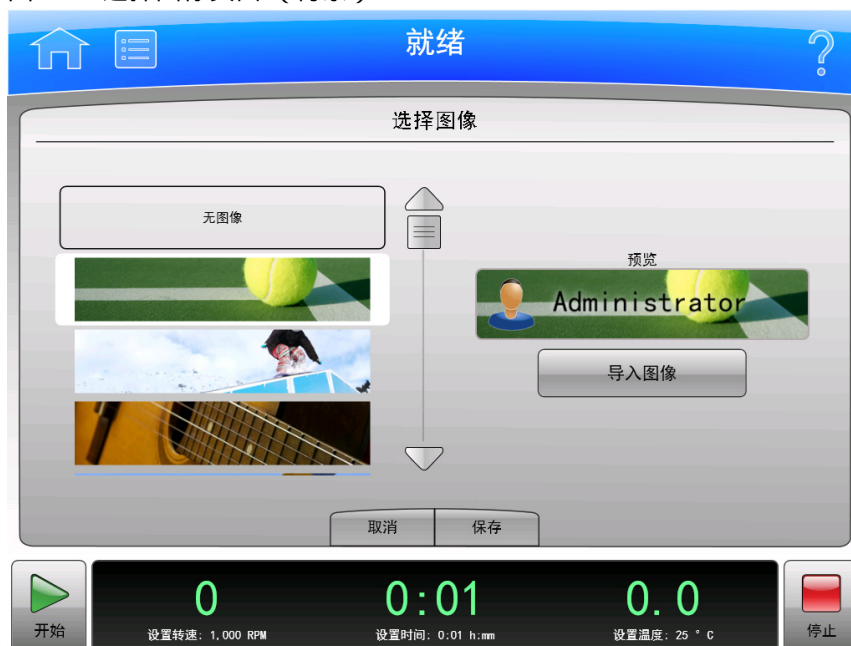 就绪
选择图像
无图像
预览
Administrator
导入图像
取消
保存
0
0:01
0.0
开始
设置转速: 1,000 RPM
设置时间: 0:01 h:mm
设置温度: 25 ° C
停止